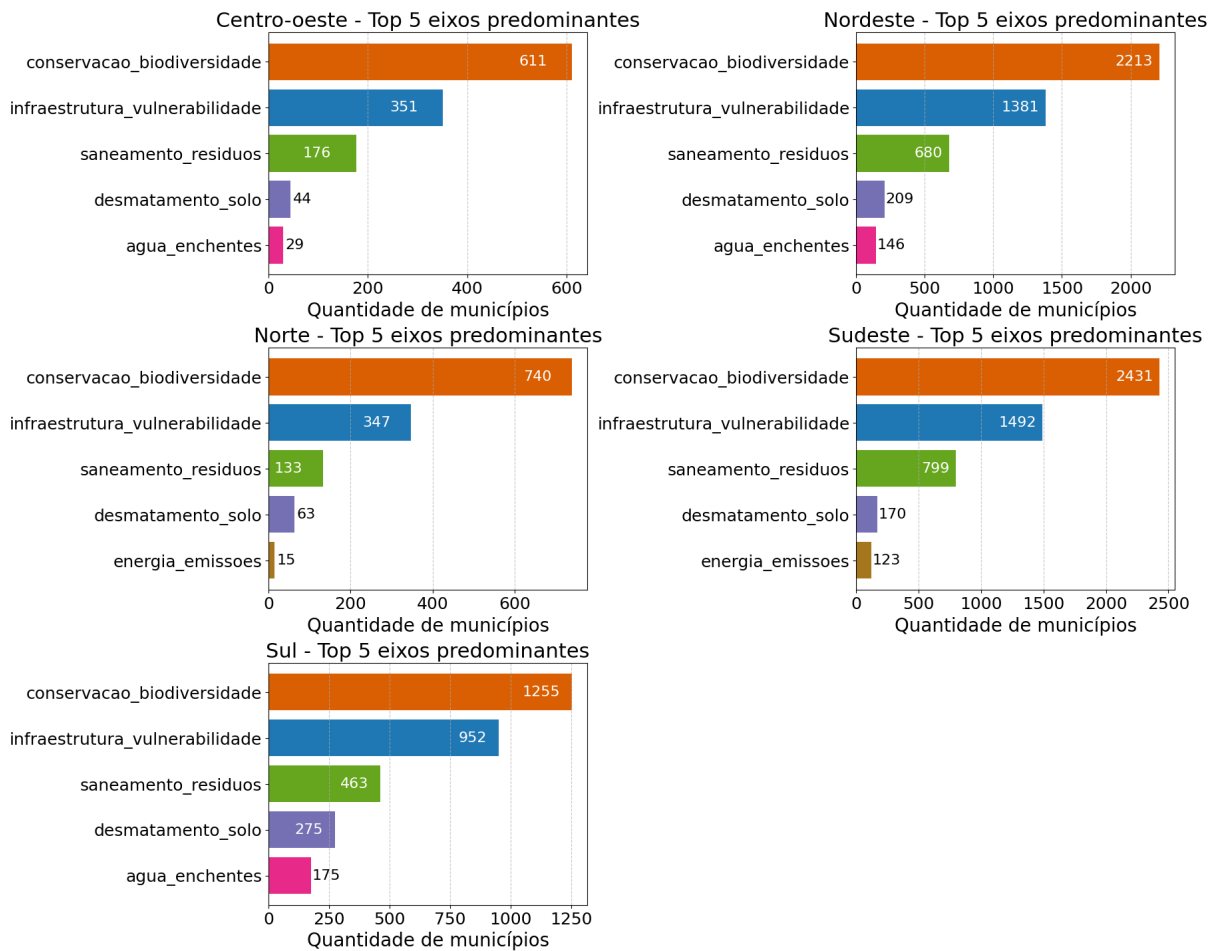 Centro-oeste - Top 5 eixos predominantes
conservacao_biodiversidade 611
infraestrutura_vulnerabilidade 351
saneamento_residuos 176
desmatamento_solo 44
agua_enchentes 29
0 200 400 600
Quantidade de municípios
Nordeste - Top 5 eixos predominantes
conservacao_biodiversidade 2213
infraestrutura_vulnerabilidade 1381
saneamento_residuos 680
desmatamento_solo 209
agua_enchentes 146
0 500 1000 1500 2000
Quantidade de municípios
Norte - Top 5 eixos predominantes
conservacao_biodiversidade 740
infraestrutura_vulnerabilidade 347
saneamento_residuos 133
desmatamento_solo 63
energia_emissoes 15
0 200 400 600
Quantidade de municípios
Sudeste - Top 5 eixos predominantes
conservacao_biodiversidade 2431
infraestrutura_vulnerabilidade 1492
saneamento_residuos 799
desmatamento_solo 170
energia_emissoes 123
0 500 1000 1500 2000 2500
Quantidade de municípios
Sul - Top 5 eixos predominantes
conservacao_biodiversidade 1255
infraestrutura_vulnerabilidade 952
saneamento_residuos 463
desmatamento_solo 275
agua_enchentes 175
0 250 500 750 1000 1250
Quantidade de municípios